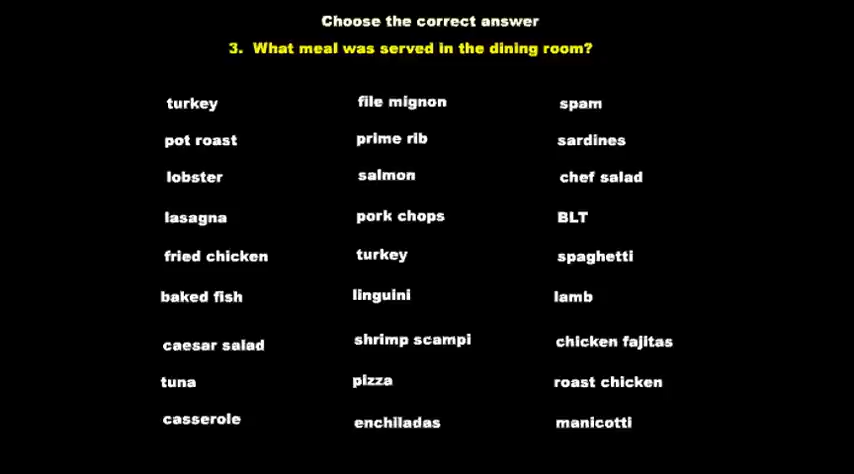 Choose the correct answer
3. What meal was served in the dining room?
turkey file mignon spam
pot roast prime rib sardines
lobster salmon chef salad
lasagna pork chops BLT
fried chicken turkey spaghetti
baked fish linguini lamb
caesar salad shrimp scampi chicken fajitas
tuna pizza roast chicken
casserole enchiladas manicotti